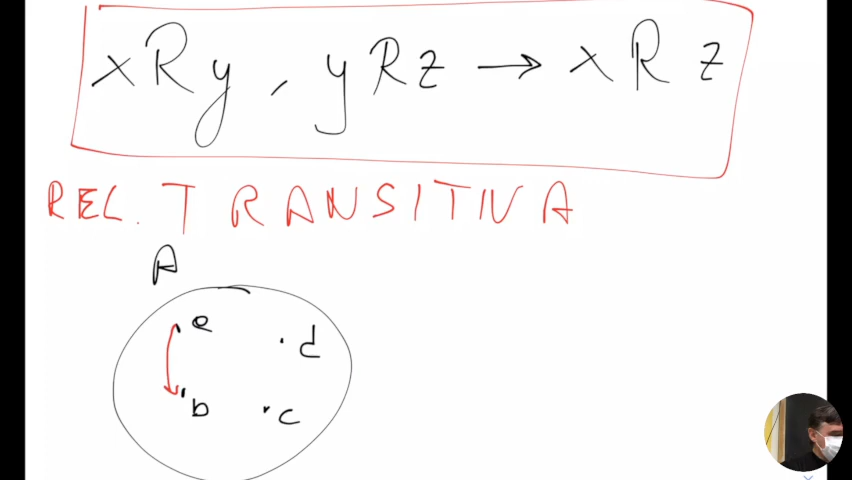 xRy, yRz → xRz
REL. TRANSITIVA
A
a d
b c